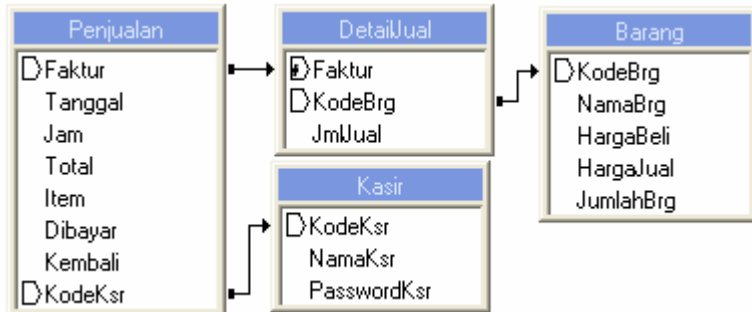 Penjualan
Faktur
Tanggal
Jam
Total
Item
Dibayar
Kembali
KodeKsr
DetailJual
Faktur
KodeBrg
JmlJual
Kasir
KodeKsr
NamaKsr
PasswordKsr
Barang
KodeBrg
NamaBrg
HargaBeli
HargaJual
JumlahBrg